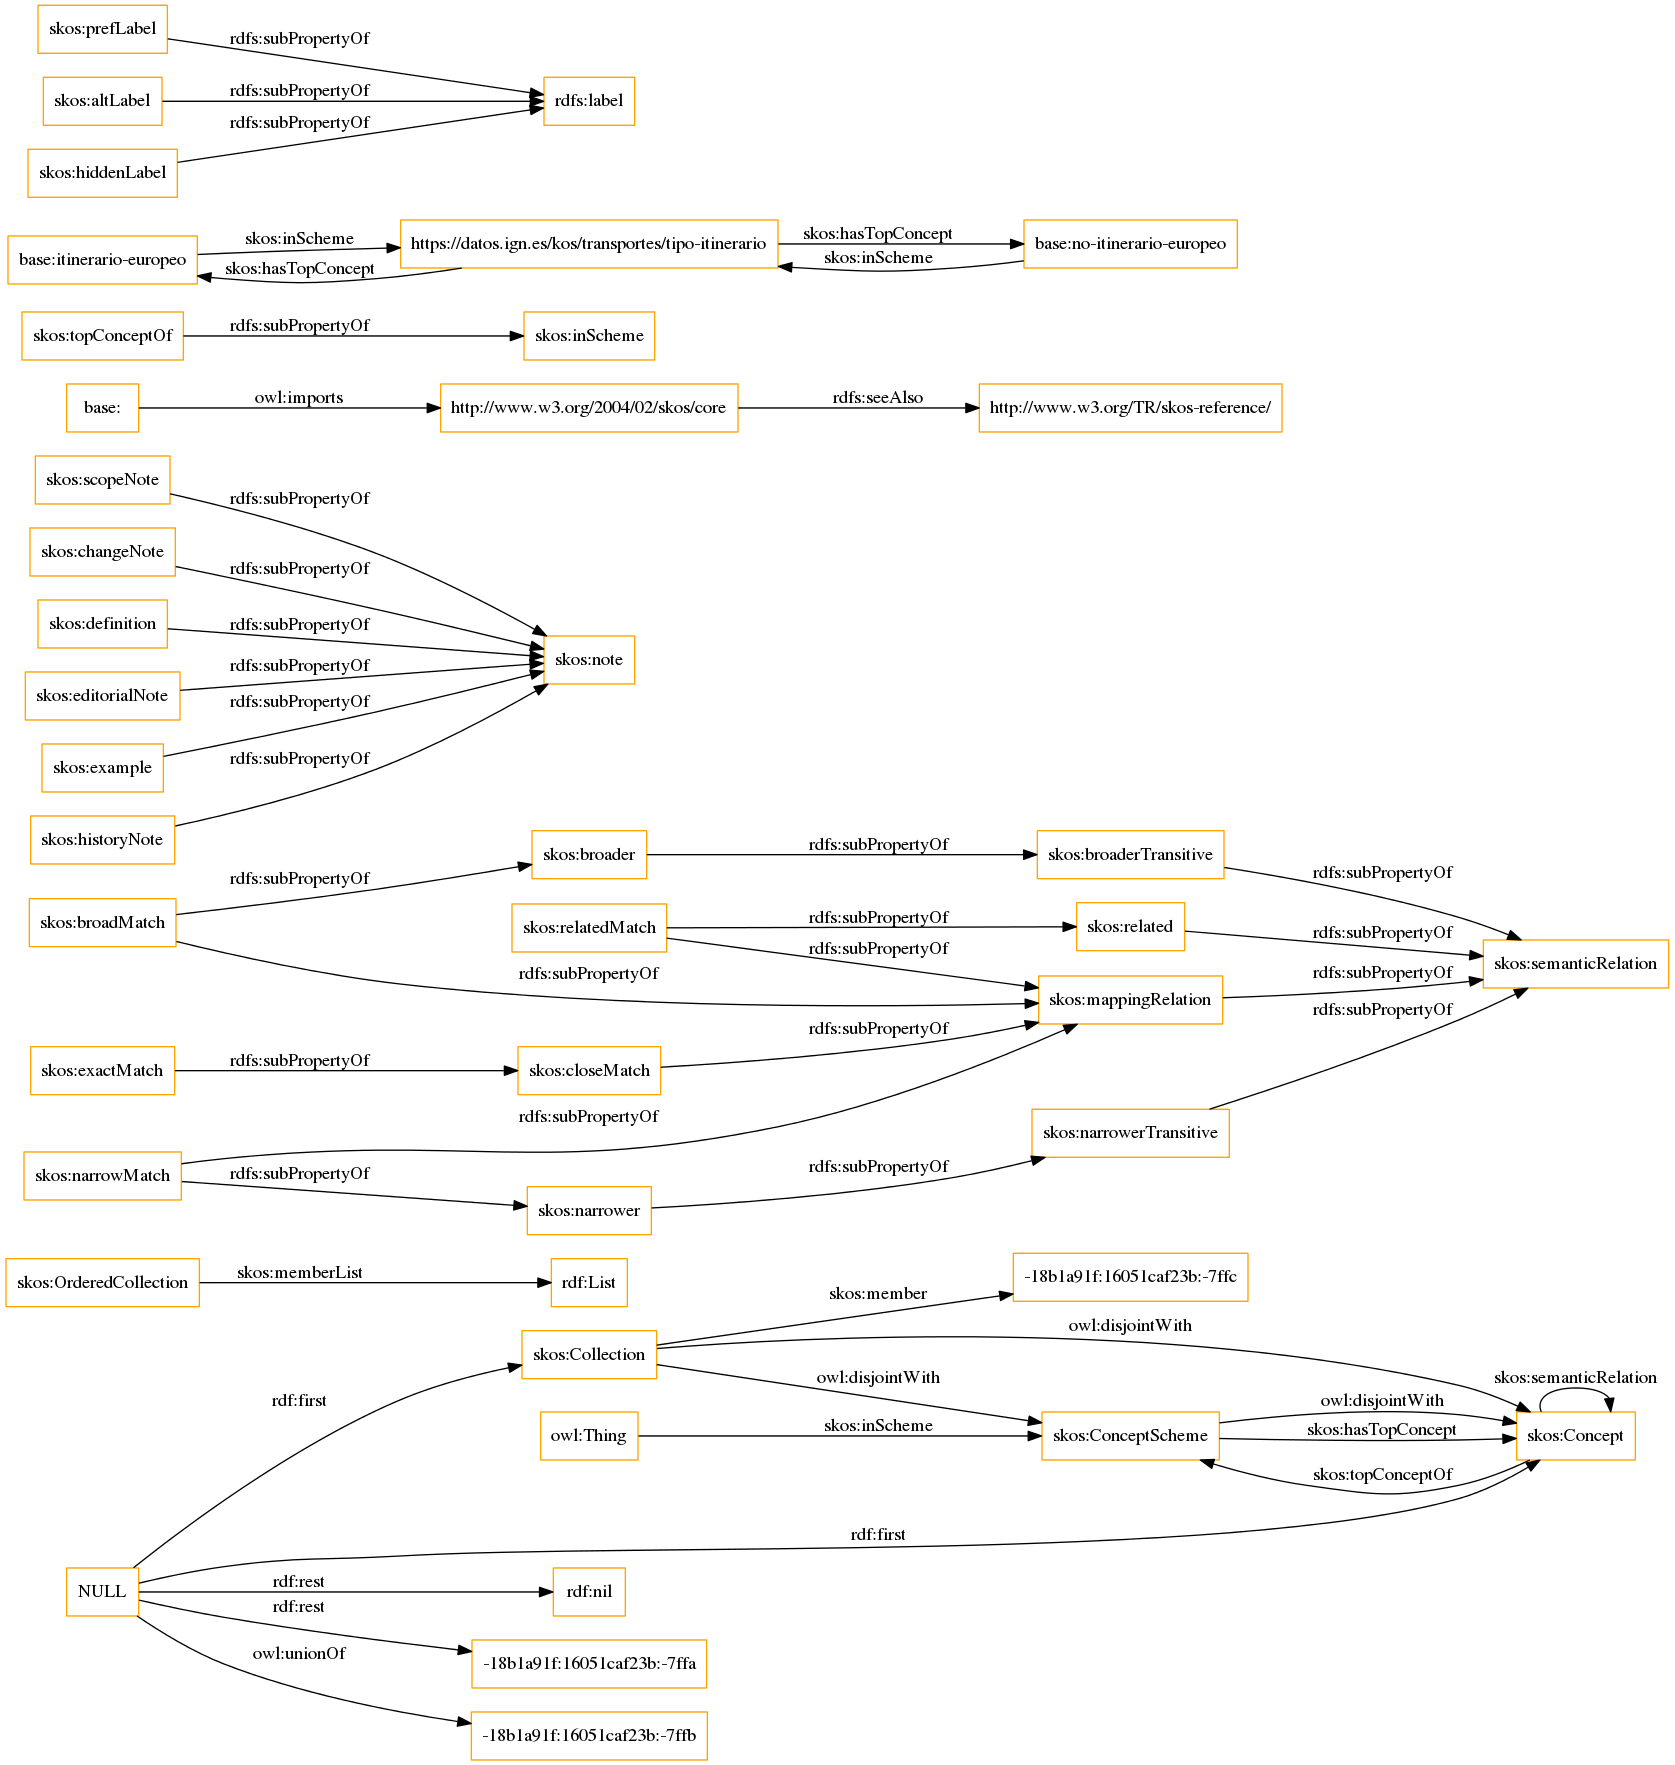 skos:prefLabel
rdfs:subPropertyOf
skos:altLabel
rdfs:subPropertyOf
rdfs:label
rdfs:subPropertyOf
skos:hiddenLabel
base:itinerario-europeo
skos:inScheme
skos:hasTopConcept
https://datos.ign.es/kos/transportes/tipo-itinerario
skos:hasTopConcept
skos:inScheme
base:no-itinerario-europeo
skos:topConceptOf
rdfs:subPropertyOf
skos:inScheme
base:
owl:imports
http://www.w3.org/2004/02/skos/core
rdfs:seeAlso
http://www.w3.org/TR/skos-reference/
skos:scopeNote
rdfs:subPropertyOf
skos:changeNote
rdfs:subPropertyOf
skos:definition
rdfs:subPropertyOf
skos:note
skos:editorialNote
rdfs:subPropertyOf
rdfs:subPropertyOf
skos:example
rdfs:subPropertyOf
skos:historyNote
skos:broader
rdfs:subPropertyOf
skos:broaderTransitive
rdfs:subPropertyOf
rdfs:subPropertyOf
skos:broadMatch
skos:relatedMatch
rdfs:subPropertyOf
skos:related
rdfs:subPropertyOf
rdfs:subPropertyOf
skos:semanticRelation
rdfs:subPropertyOf
skos:mappingRelation
rdfs:subPropertyOf
rdfs:subPropertyOf
rdfs:subPropertyOf
skos:exactMatch
rdfs:subPropertyOf
skos:closeMatch
rdfs:subPropertyOf
skos:narrowerTransitive
skos:narrowMatch
rdfs:subPropertyOf
rdfs:subPropertyOf
skos:narrower
skos:OrderedCollection
skos:memberList
rdf:List
-18b1a91f:16051caf23b:-7ffc
skos:member
owl:disjointWith
skos:Collection
owl:disjointWith
skos:semanticRelation
rdf:first
owl:disjointWith
owl:Thing
skos:inScheme
skos:ConceptScheme
skos:hasTopConcept
skos:Concept
skos:topConceptOf
rdf:first
NULL
rdf:rest
rdf:nil
rdf:rest
owl:unionOf
-18b1a91f:16051caf23b:-7ffa
-18b1a91f:16051caf23b:-7ffb